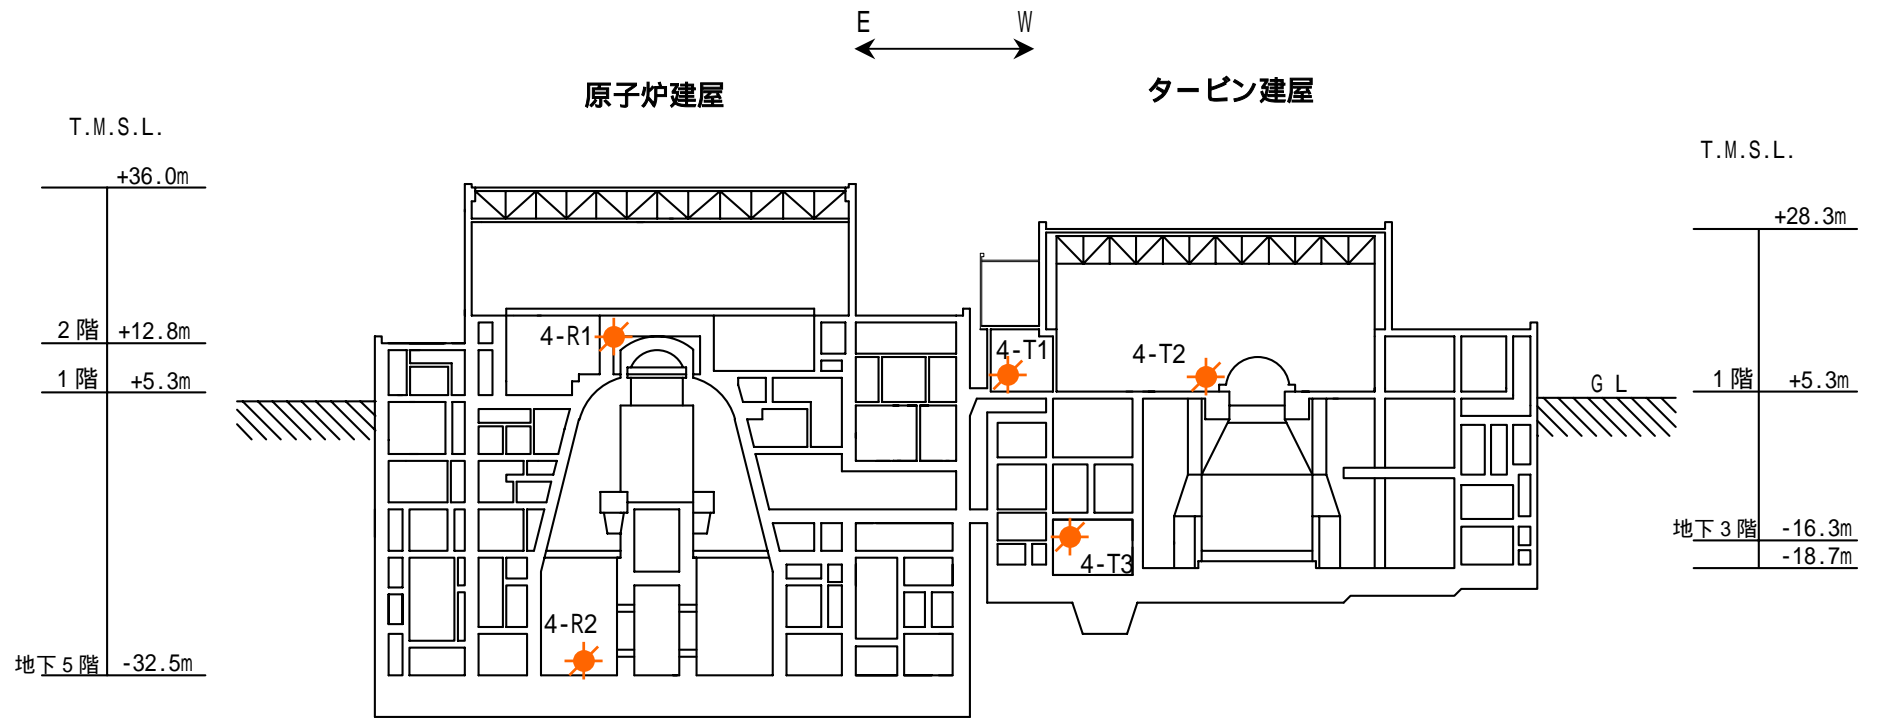 E W
原子炉建屋
タービン建屋
T.M.S.L.
+36.0m
2階 +12.8m
1階 +5.3m
地下5階 -32.5m
4-R1
4-R2
4-T1
4-T2
4-T3
T.M.S.L.
+28.3m
GL
1階 +5.3m
地下3階 -16.3m
-18.7m